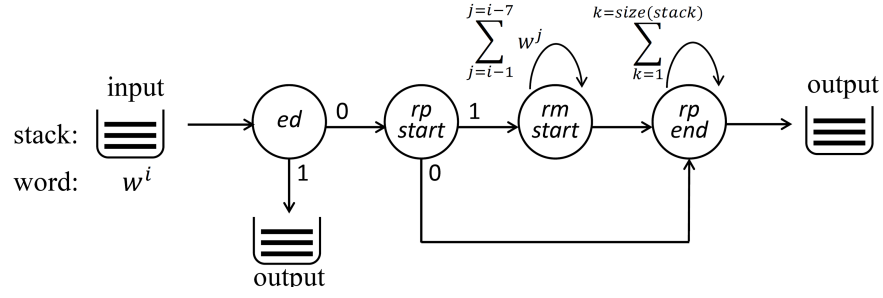 j=i-7
∑ w^j
j=i-1
k=size(stack)
∑
k=1
input
output
stack:
word: w^i
ed
0
1
rp start
1
0
rm start
rp end
output